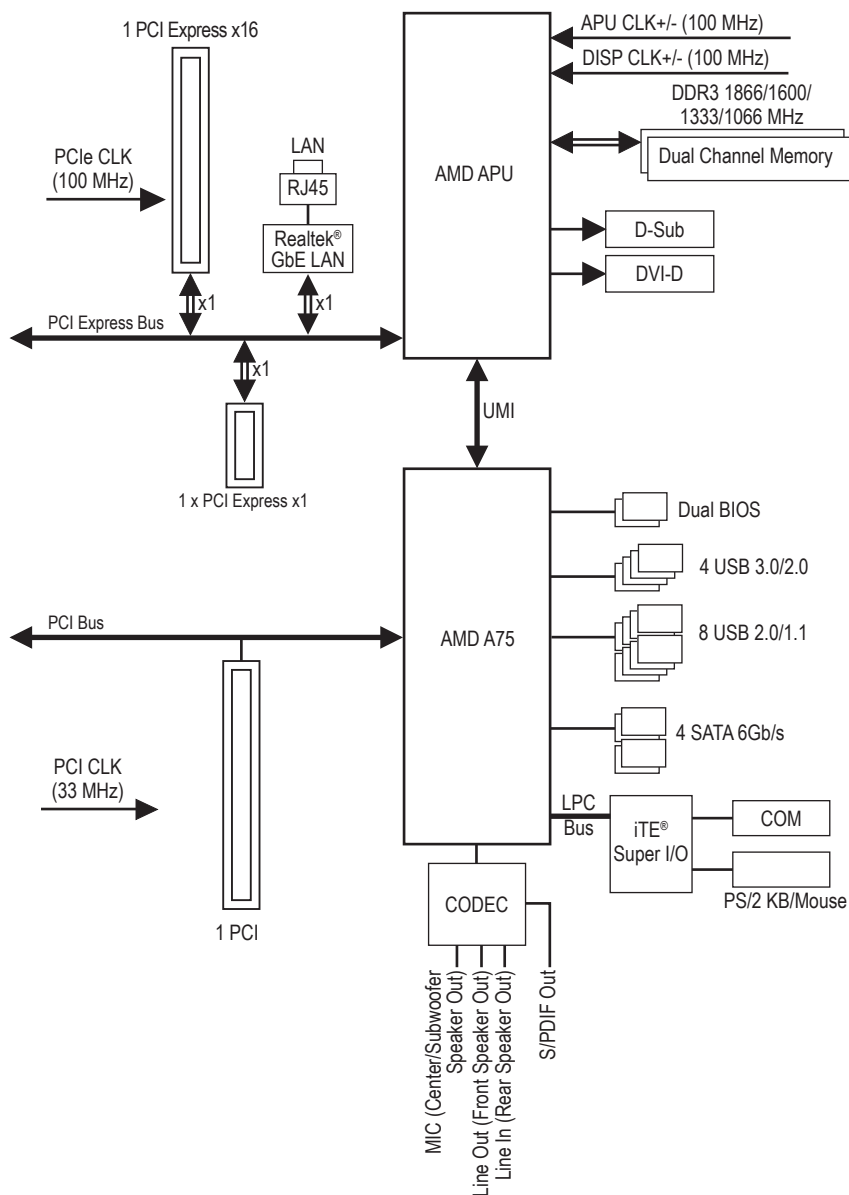 1 PCI Express x16
APU CLK+/- (100 MHz)
DISP CLK+/- (100 MHz)
DDR3 1866/1600/
1333/1066 MHz
Dual Channel Memory
PCIe CLK
(100 MHz)
LAN
RJ45
Realtek®
GbE LAN
AMD APU
D-Sub
DVI-D
x1
x1
PCI Express Bus
x1
UMI
1 x PCI Express x1
Dual BIOS
4 USB 3.0/2.0
PCI Bus
AMD A75
8 USB 2.0/1.1
4 SATA 6Gb/s
PCI CLK
(33 MHz)
LPC
Bus
iTE®
Super I/O
COM
PS/2 KB/Mouse
CODEC
1 PCI
MIC (Center/Subwoofer
Speaker Out)
Line Out (Front Speaker Out)
Line In (Rear Speaker Out)
S/PDIF Out